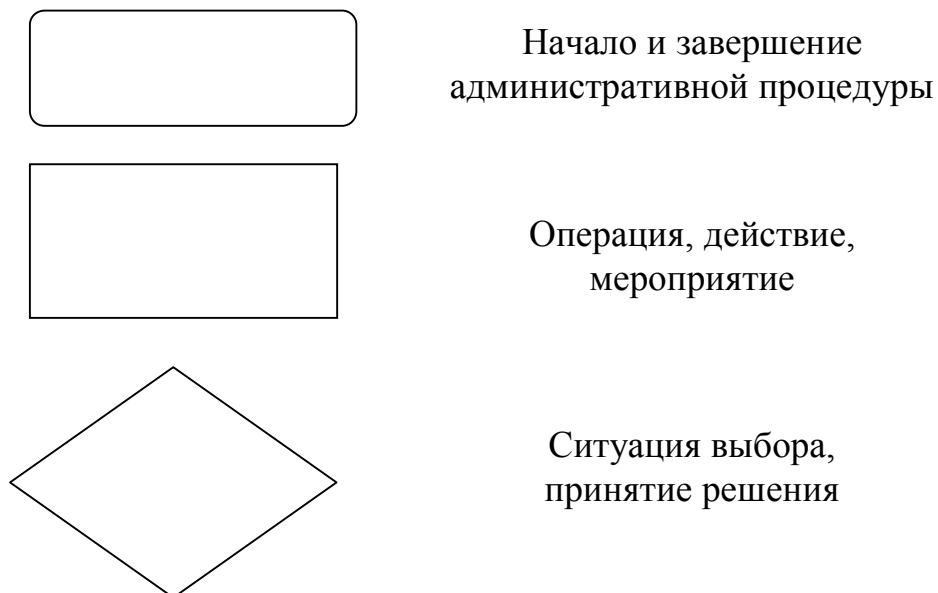 Начало и завершение
административной процедуры
Операция, действие,
мероприятие
Ситуация выбора,
принятие решения